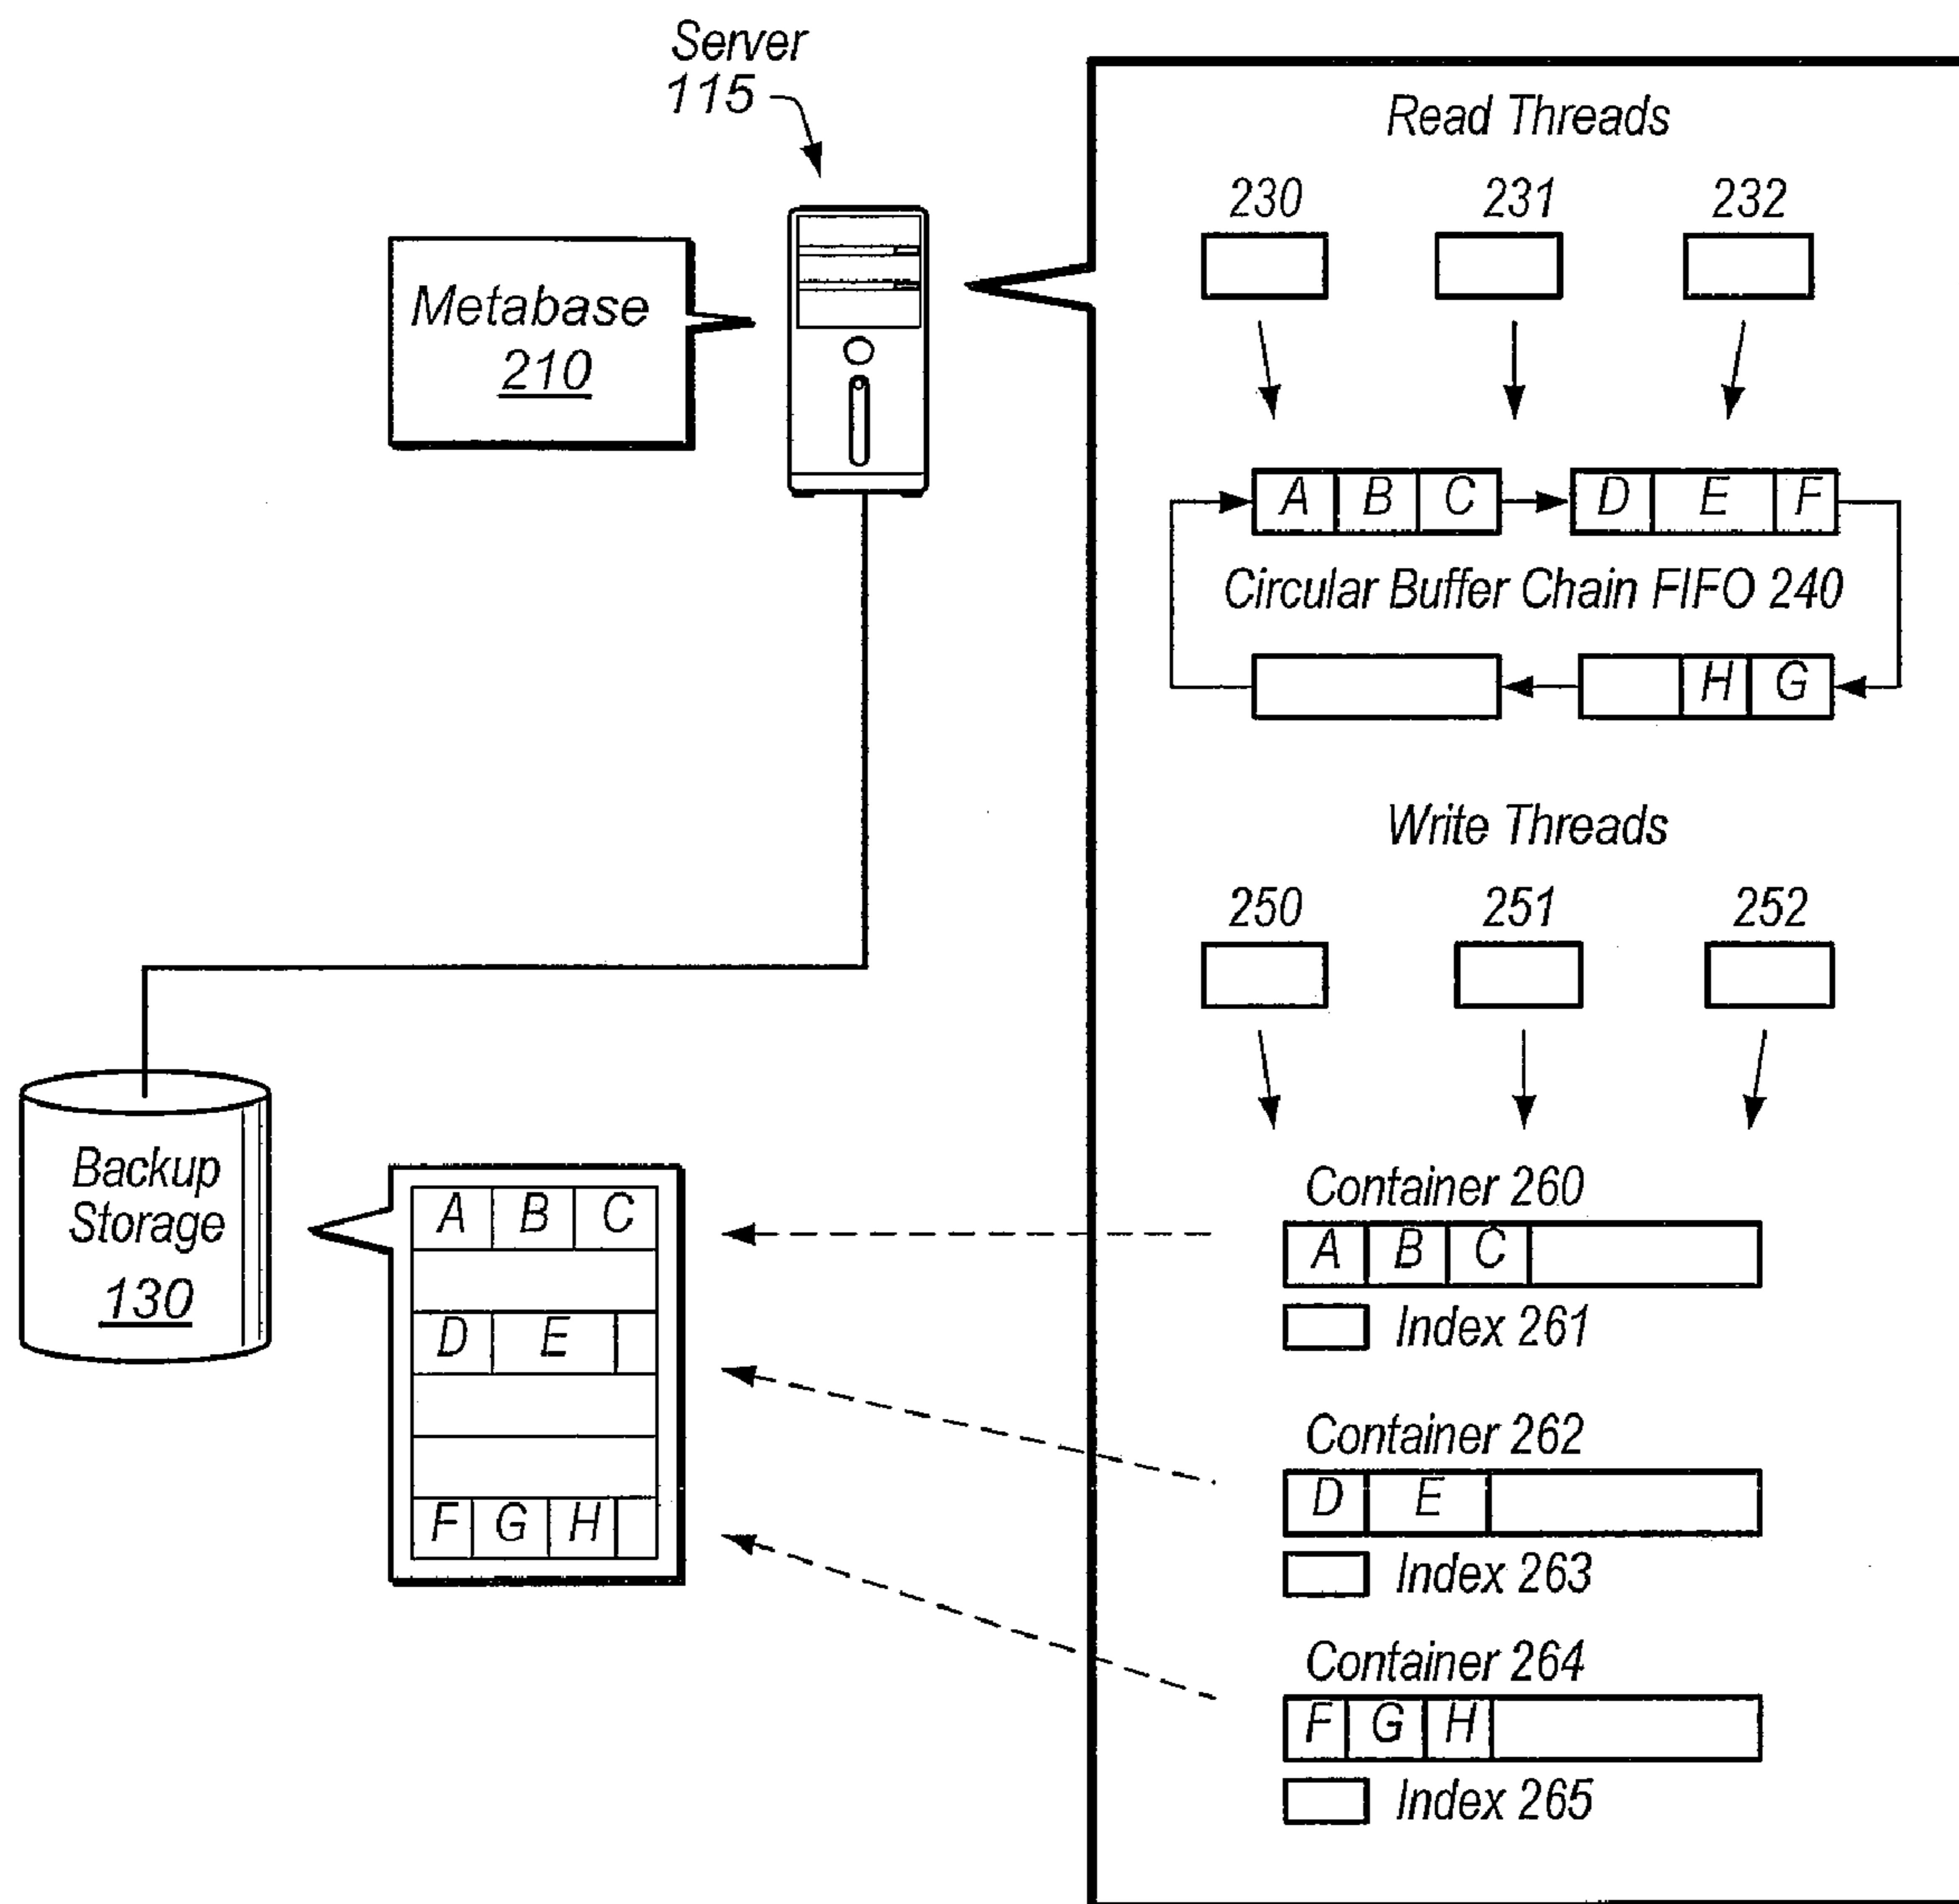 Server
115
Metabase
210
Read Threads
230 231 232
A B C D E F
Circular Buffer Chain FIFO 240
H G
Write Threads
250 251 252
Backup
Storage
130
A B C
D E
F G H
Container 260
A B C
Index 261
Container 262
D E
Index 263
Container 264
F G H
Index 265